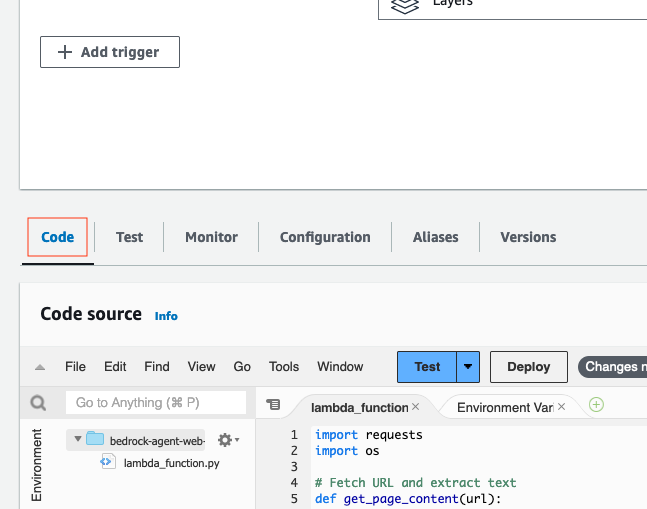 Layers
+ Add trigger
Code Test Monitor Configuration Aliases Versions
Code source Info
File Edit Find View Go Tools Window Test Deploy Changes n
Go to Anything (⌘ P) lambda_function × Environment Var ×
Environment
bedrock-agent-web-
lambda_function.py
1 import requests
2 import os
3
4 # Fetch URL and extract text
5 def get_page_content(url):